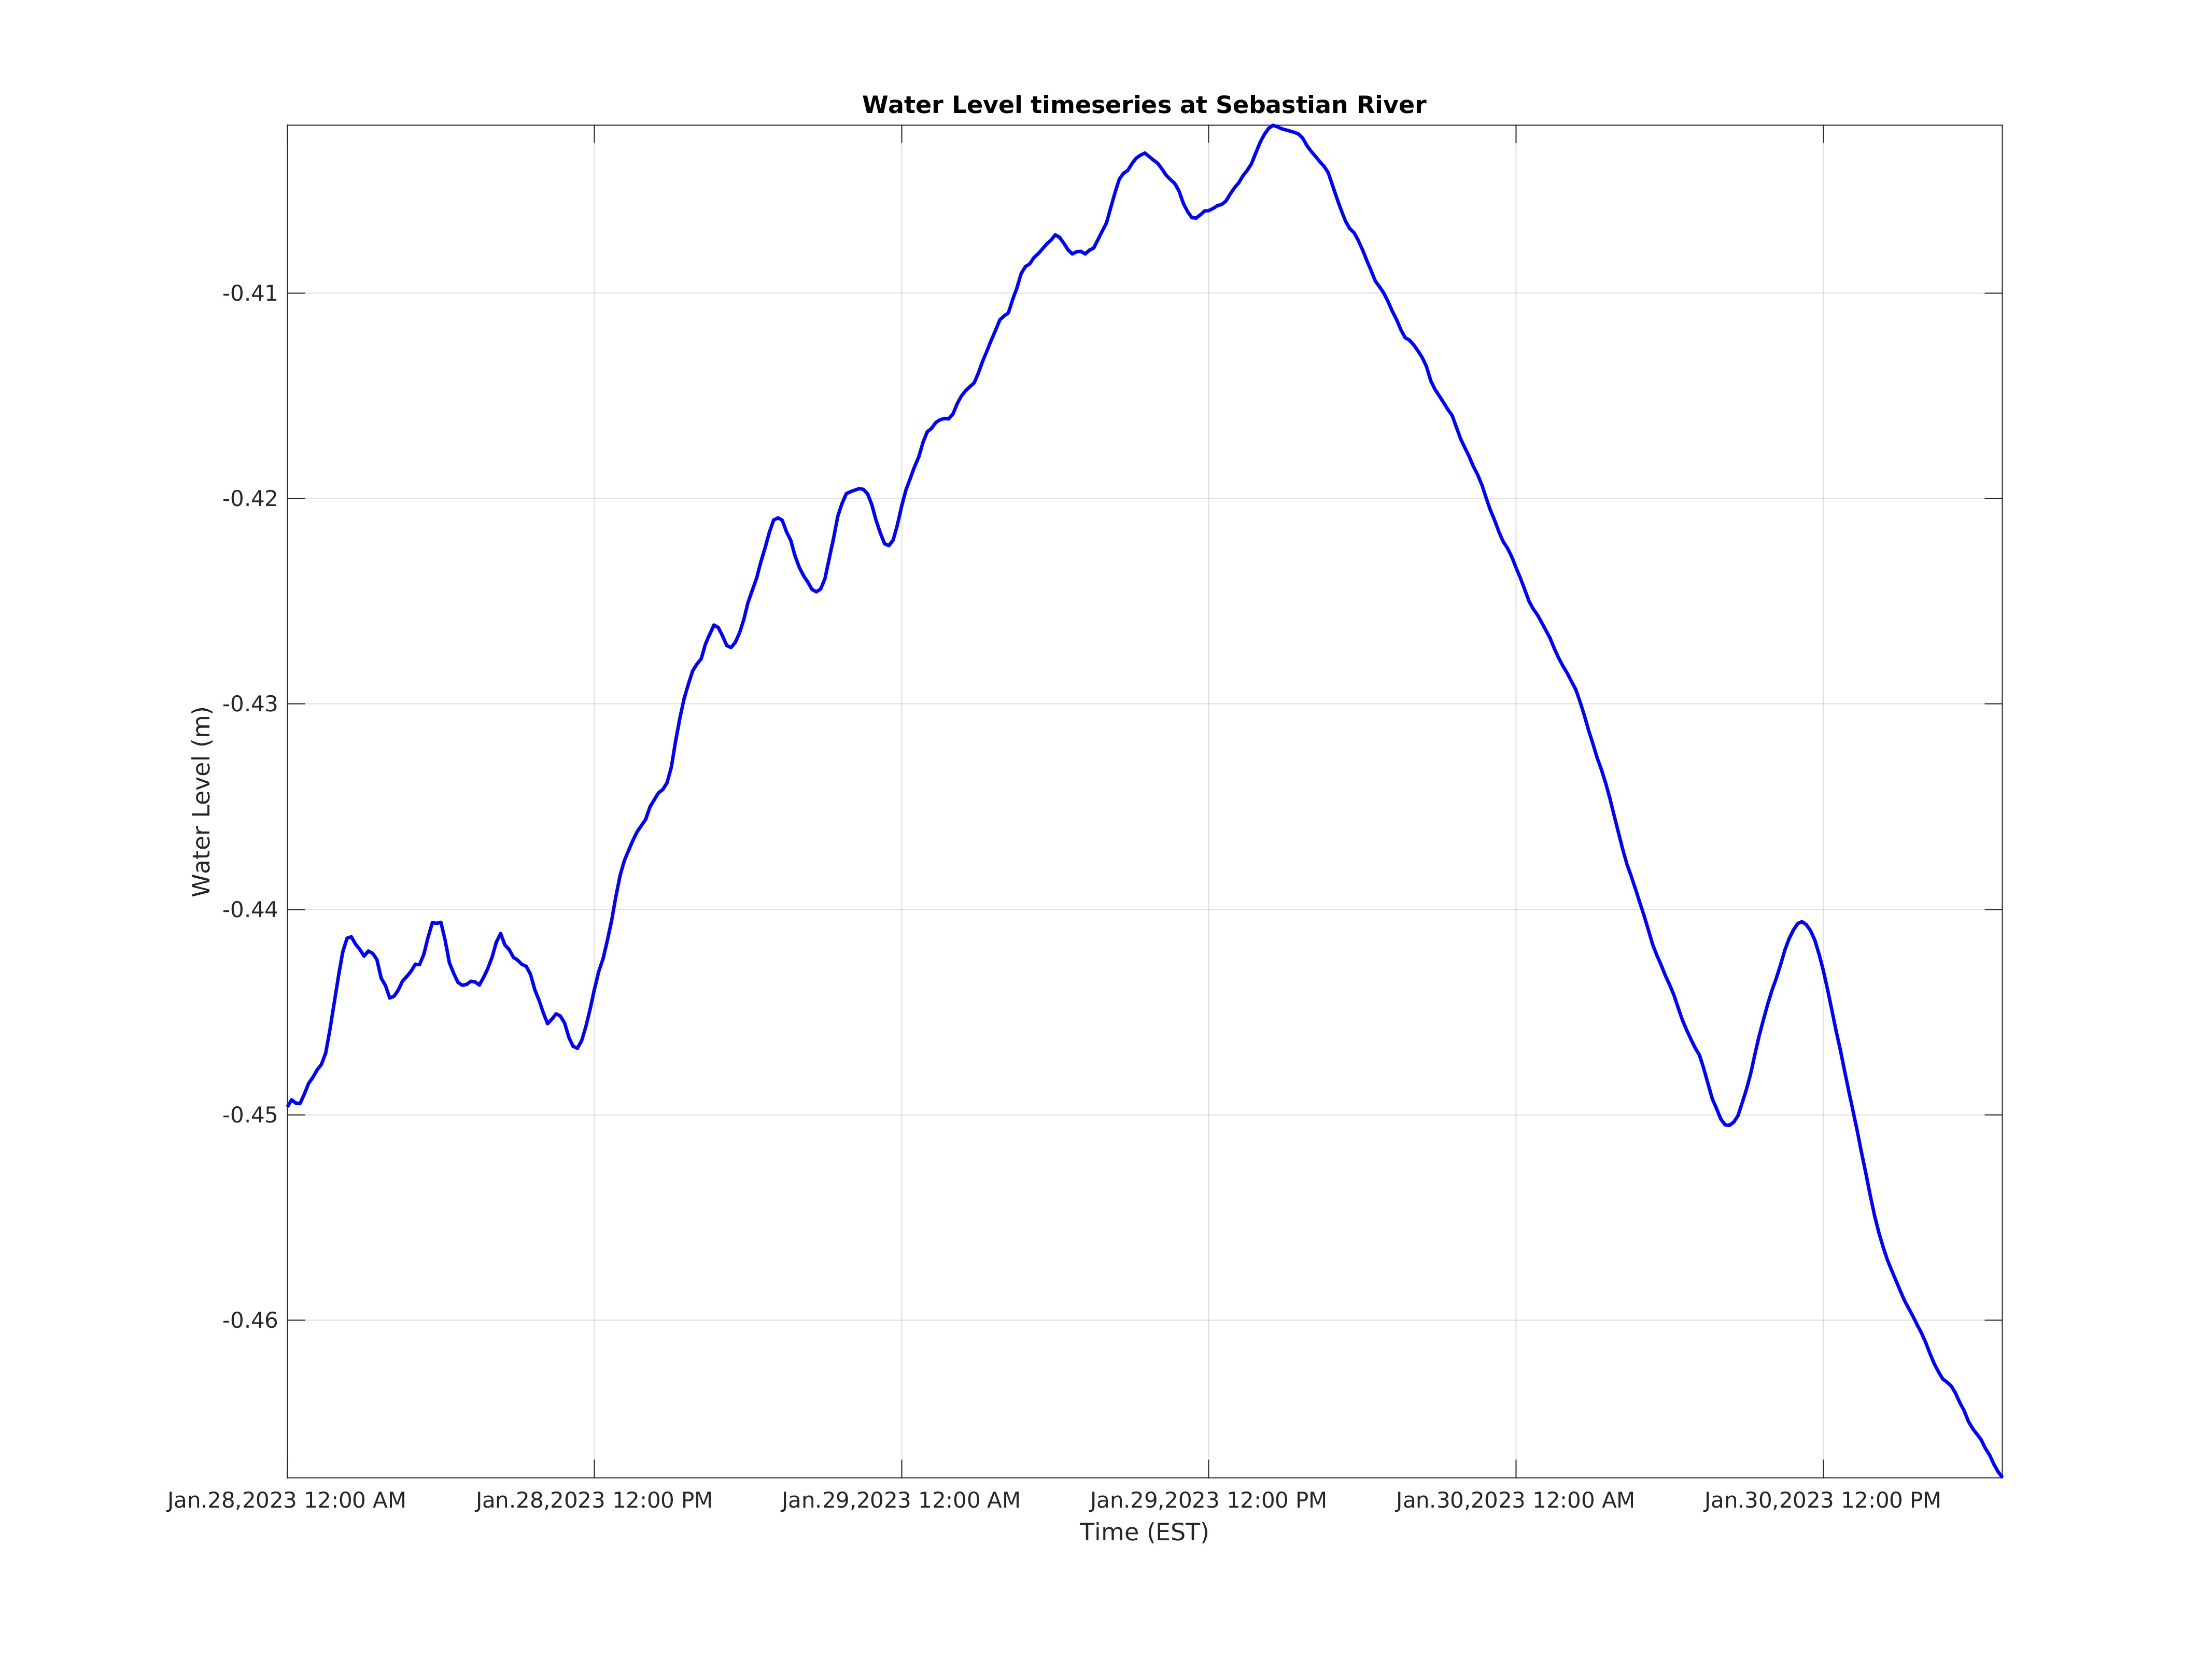 Water Level timeseries at Sebastian River
-0.41
-0.42
-0.43
-0.44
-0.45
-0.46
Water Level (m)
Jan.28,2023 12:00 AM
Jan.28,2023 12:00 PM
Jan.29,2023 12:00 AM
Jan.29,2023 12:00 PM
Jan.30,2023 12:00 AM
Jan.30,2023 12:00 PM
Time (EST)